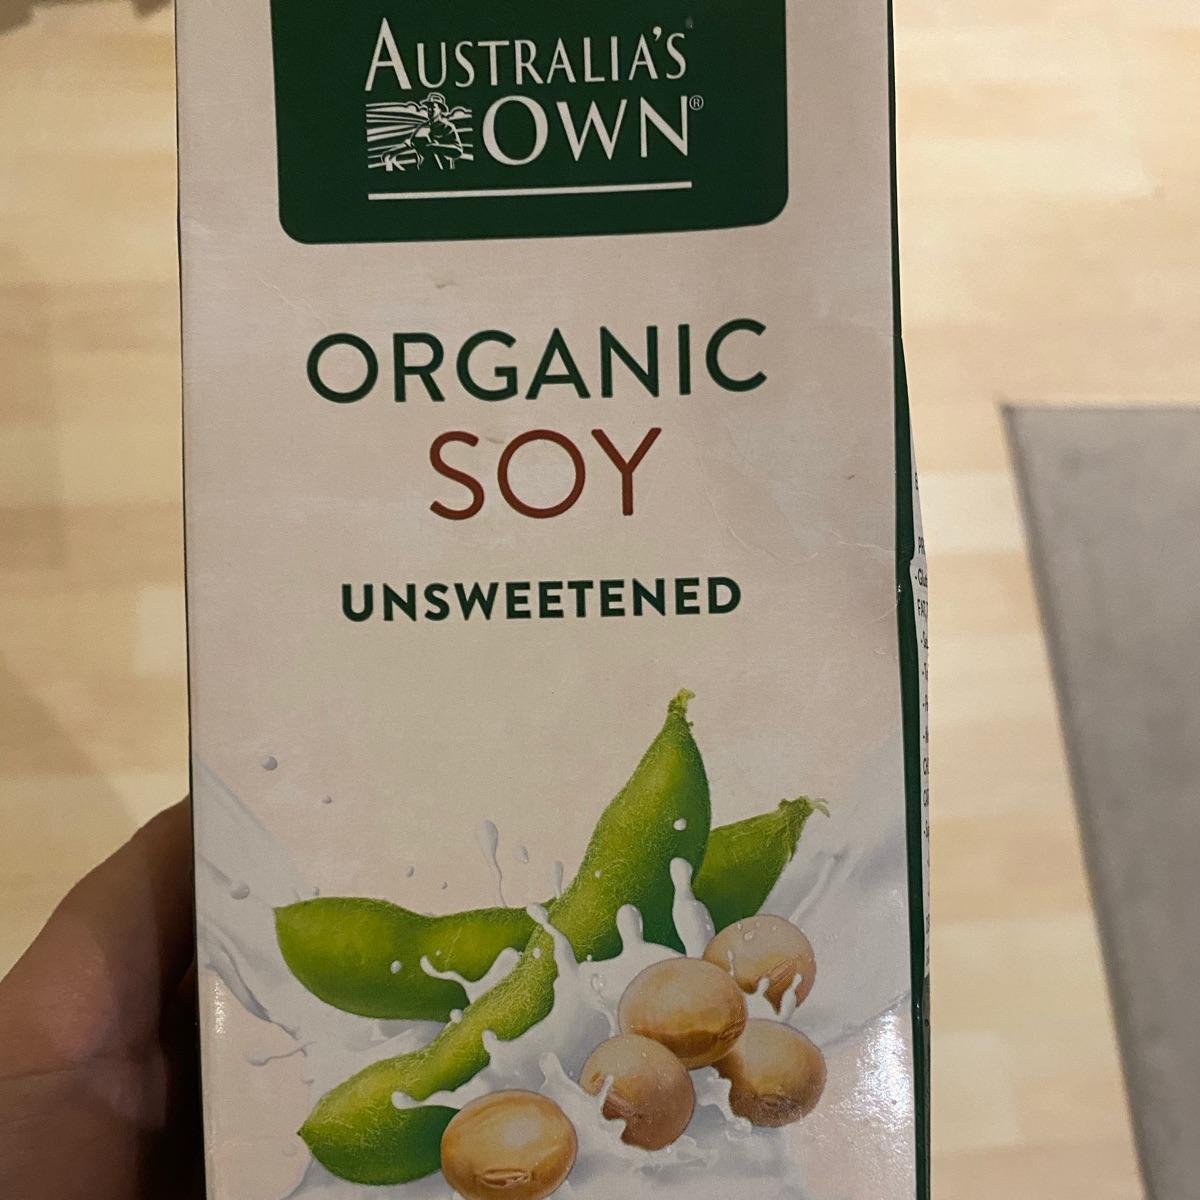 AUSTRALIA'S
OWN®
ORGANIC
SOY
UNSWEETENED